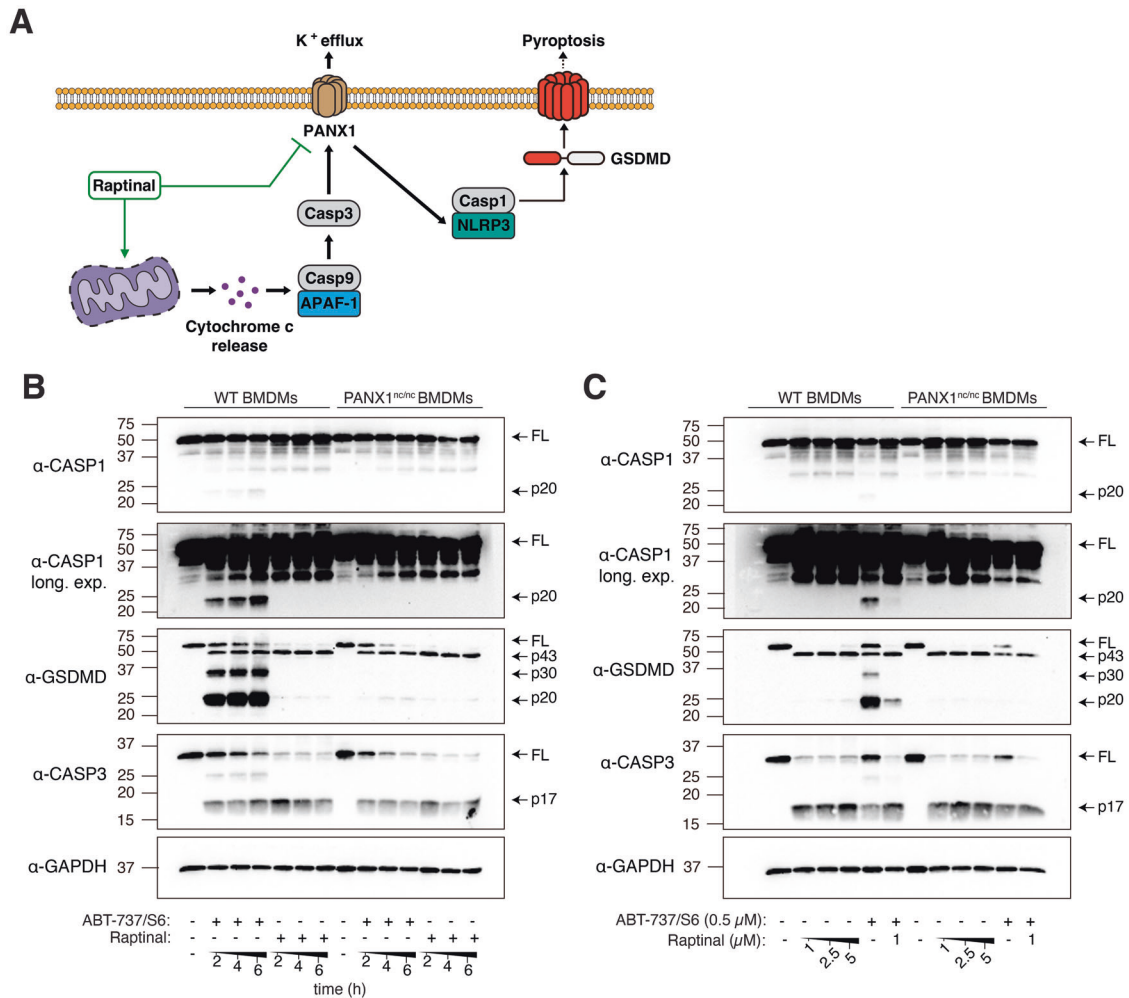 A
K+ efflux
Pyroptosis
PANX1
GSDMD
Raptinal
Casp1
NLRP3
Casp3
Casp9
APAF-1
Cytochrome c
release
B
WT BMDMs
PANX1nc/nc BMDMs
α-CASP1
75
50
37
25
20
FL
p20
α-CASP1
long. exp.
75
50
37
25
20
FL
p20
α-GSDMD
75
50
37
25
20
FL
p43
p30
p20
α-CASP3
37
25
20
15
FL
p17
α-GAPDH
37
ABT-737/S6: - + + + - - - - + + + - - -
Raptinal: - - - - + + + - - - - + + +
- 2 4 6 2 4 6 - 2 4 6 2 4 6
time (h)
C
WT BMDMs
PANX1nc/nc BMDMs
α-CASP1
75
50
37
25
20
FL
p20
α-CASP1
long. exp.
75
50
37
25
20
FL
p20
α-GSDMD
75
50
37
25
20
FL
p43
p30
p20
α-CASP3
37
25
20
15
FL
p17
α-GAPDH
37
ABT-737/S6 (0.5 µM): - - - - + + - - - - + +
Raptinal (µM): - 1 2.5 5 - 1 - 1 2.5 5 - 1